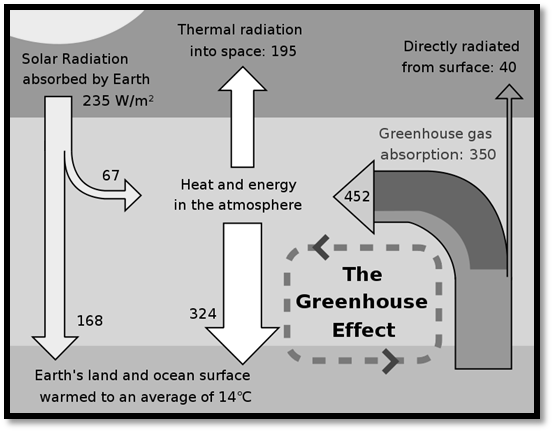 Thermal radiation
into space: 195
Directly radiated
from surface: 40
Solar Radiation
absorbed by Earth
235 W/m²
Greenhouse gas
absorption: 350
67
Heat and energy
in the atmosphere
452
The
Greenhouse
Effect
324
168
Earth's land and ocean surface
warmed to an average of 14°C